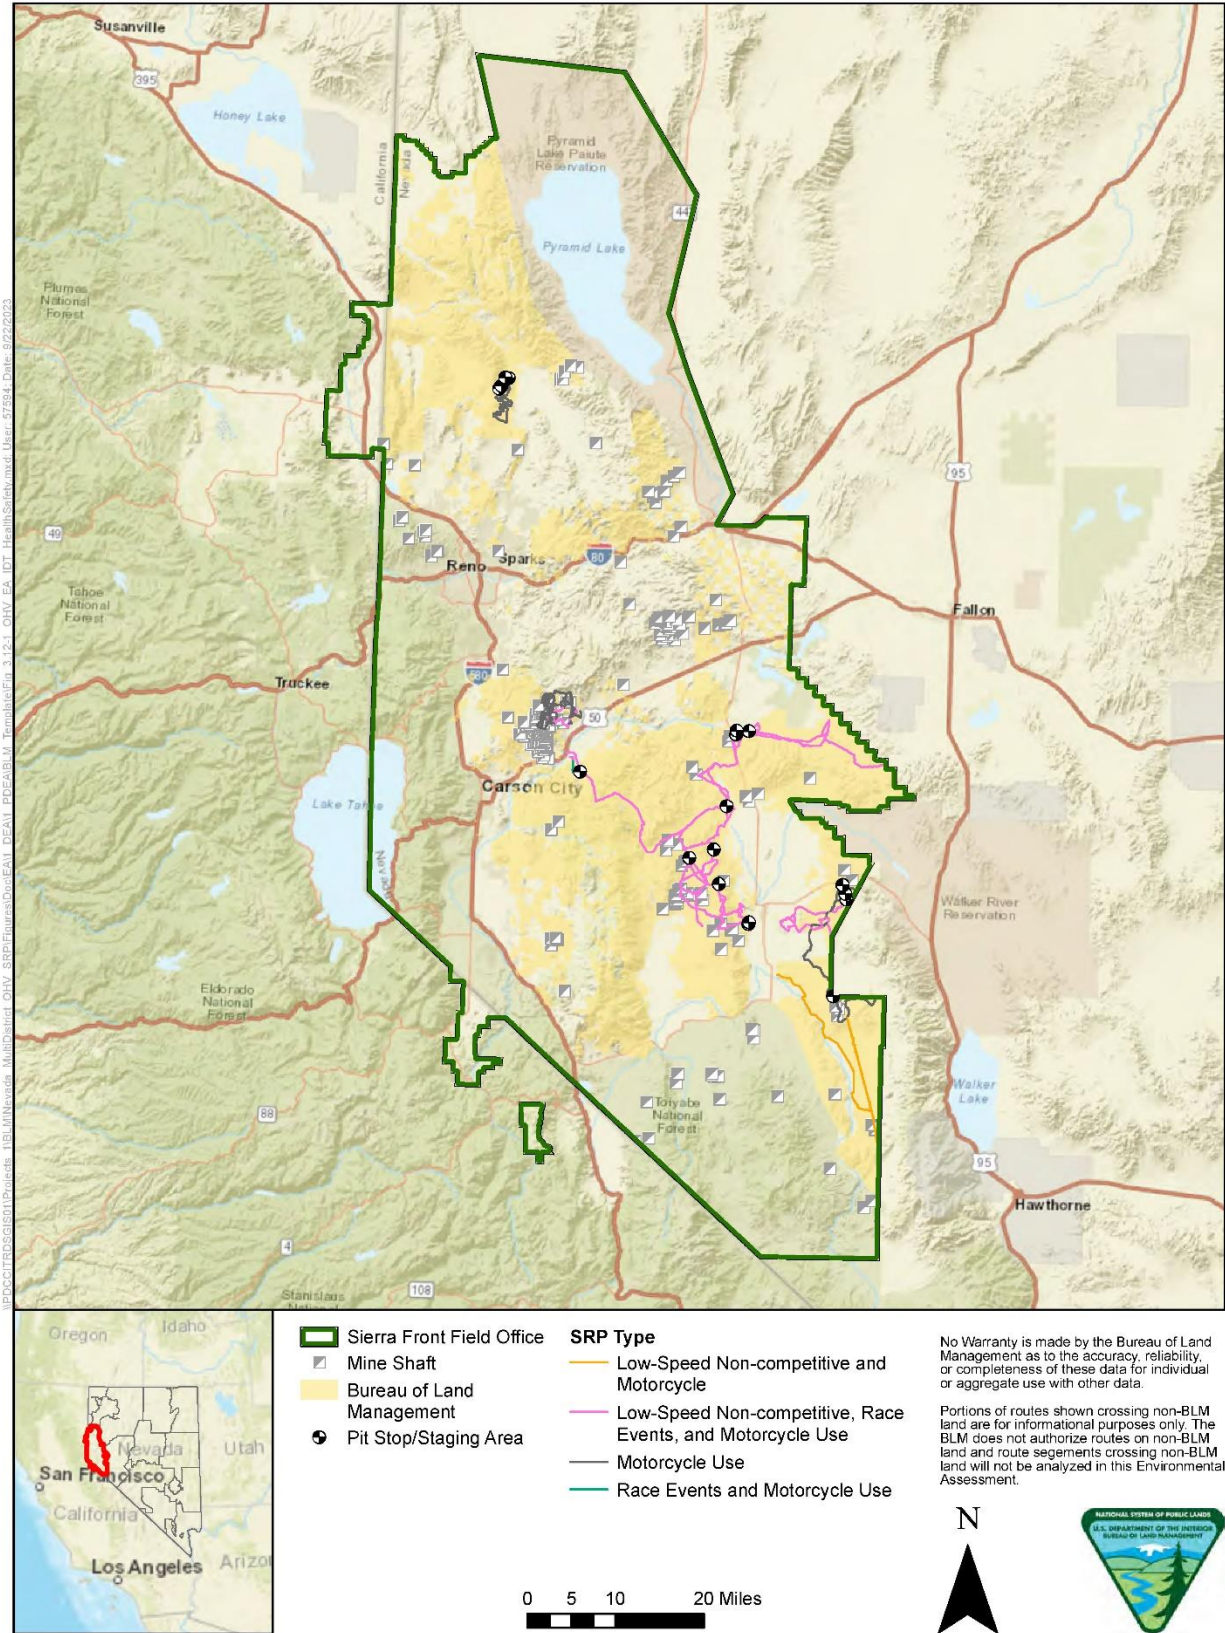 Susanville
395
Honey Lake
California
Nevada
Pyramid
Lake Paiute
Reservation
44
Pyramid Lake
Plumas
National
Forest
49
95
Reno
Sparks
80
Tahoe
National
Forest
Fallon
580
Truckee
50
Carson City
Lake Tahoe
Walker River
Reservation
Eldorado
National
Forest
Walker
Lake
88
Toiyabe
National
Forest
95
Hawthorne
4
108
Stanislaus
Oregon
Idaho
Nevada
Utah
San Francisco
California
Los Angeles
Sierra Front Field Office
Mine Shaft
Bureau of Land
Management
Pit Stop/Staging Area
SRP Type
Low-Speed Non-competitive and
Motorcycle
Low-Speed Non-competitive, Race
Events, and Motorcycle Use
Motorcycle Use
Race Events and Motorcycle Use
0 5 10 20 Miles
No Warranty is made by the Bureau of Land
Management as to the accuracy, reliability,
or completeness of these data for individual
or aggregate use with other data.
Portions of routes shown crossing non-BLM
land are for informational purposes only. The
BLM does not authorize routes on non-BLM
land and route segements crossing non-BLM
land will not be analyzed in this Environmental
Assessment.
N
NATIONAL SYSTEM OF PUBLIC LANDS
U.S. DEPARTMENT OF THE INTERIOR
BUREAU OF LAND MANAGEMENT